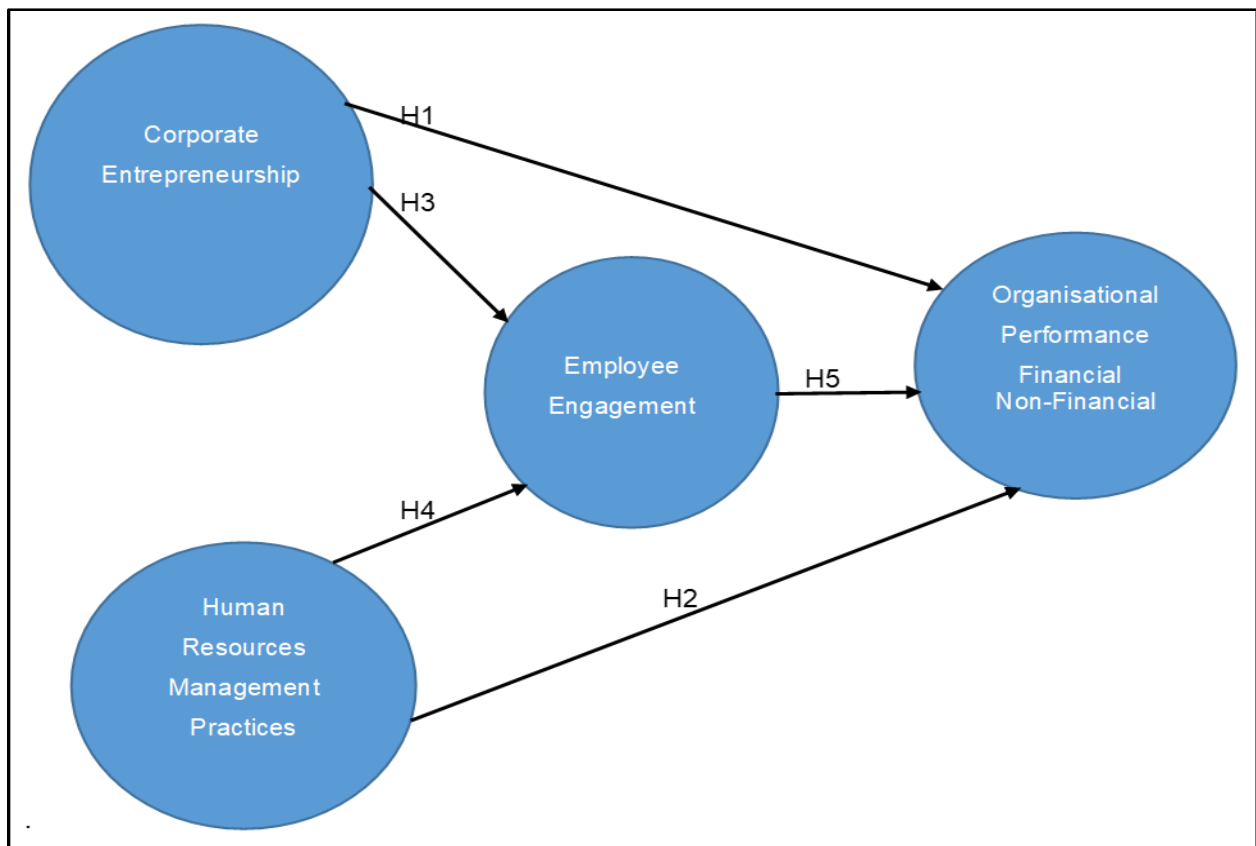 Corporate
Entrepreneurship
H1
H3
Employee
Engagement
H5
Organisational
Performance
Financial
Non-Financial
H4
H2
Human
Resources
Management
Practices
.